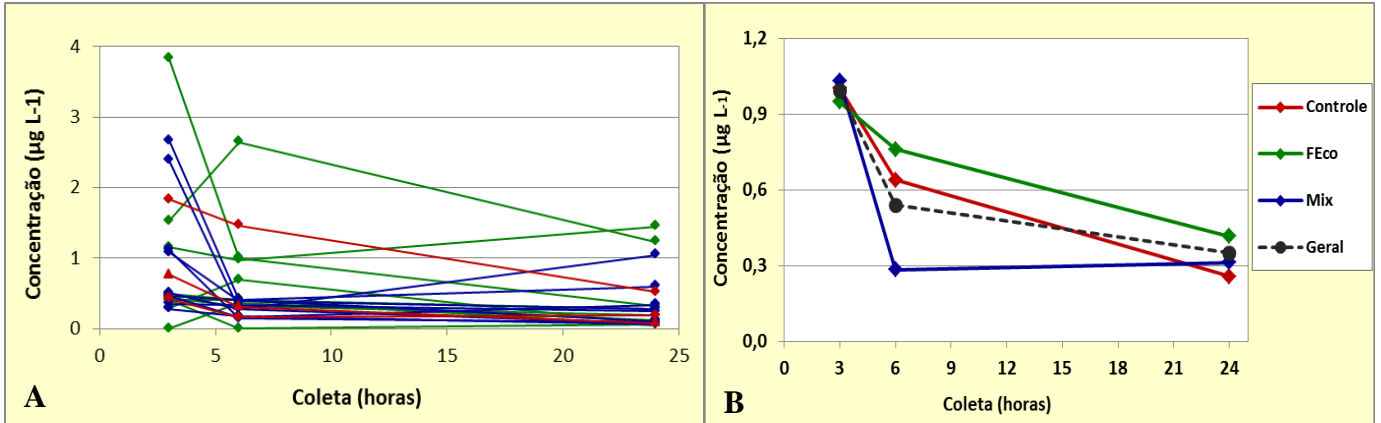 Concentração (µg L-1)
4
3
2
1
0
0 5 10 15 20 25
Coleta (horas)
A
Concentração (µg L-1)
1,2
0,9
0,6
0,3
0,0
0 3 6 9 12 15 18 21 24
Coleta (horas)
B
Controle
FEco
Mix
Geral